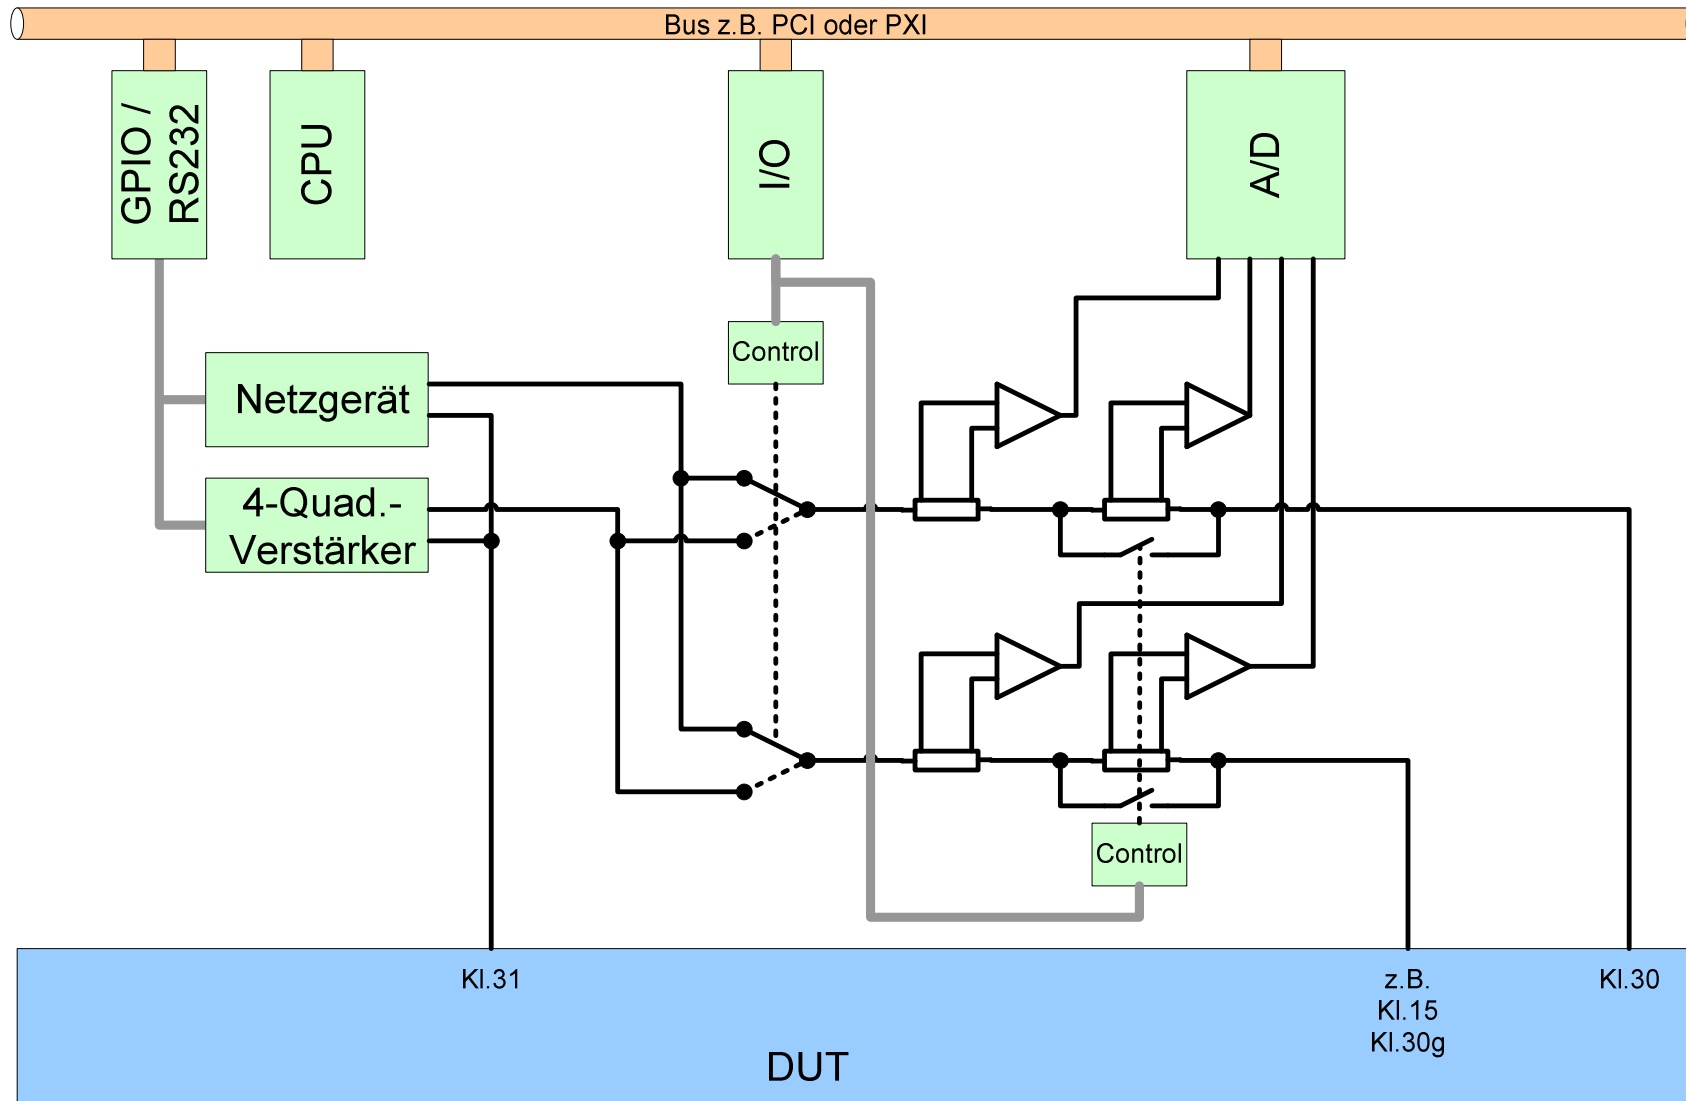 Bus z.B. PCI oder PXI
GPIO /
RS232
CPU
I/O
A/D
Control
Netzgerät
4-Quad.-
Verstärker
Control
Kl.31
z.B.
Kl.15
Kl.30g
Kl.30
DUT